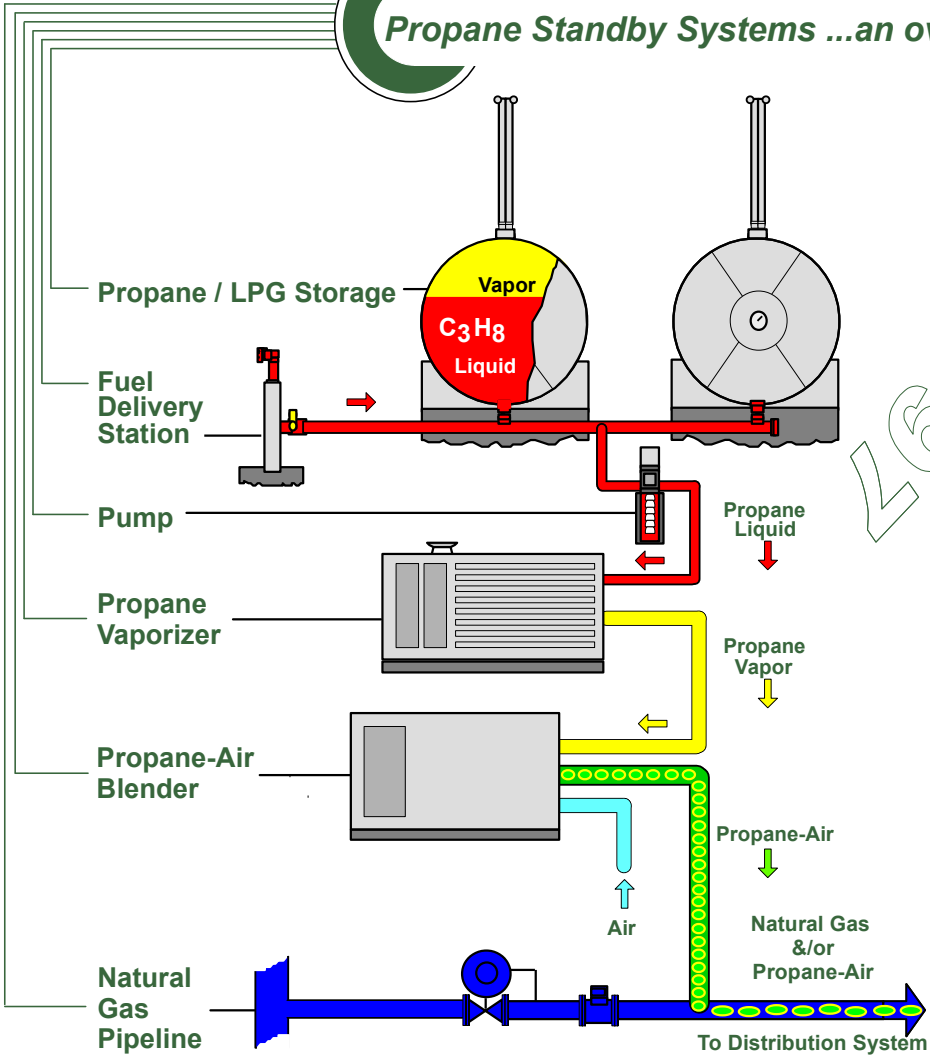 Propane Standby Systems ...an ov
Propane / LPG Storage
Vapor
C3H8
Liquid
Fuel
Delivery
Station
Pump
Propane
Liquid
97
Propane
Vaporizer
Propane
Vapor
Propane-Air
Blender
Propane-Air
Air
Natural Gas
&/or
Propane-Air
Natural
Gas
Pipeline
To Distribution System